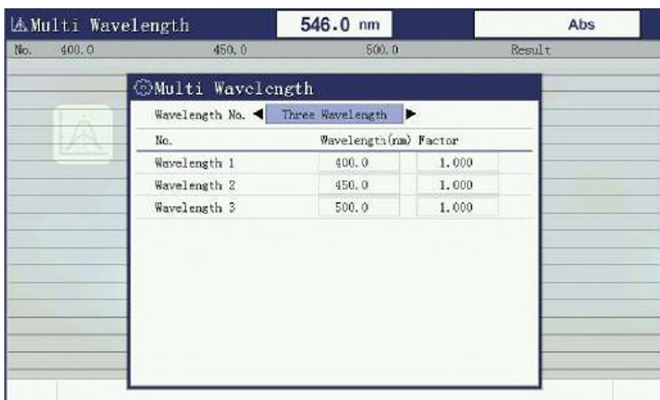 Multi Wavelength 546.0 nm Abs
No. 400.0 450.0 500.0 Result
Multi Wavelength
Wavelength No. Three Wavelength
No. Wavelength(nm) Factor
Wavelength 1 400.0 1.000
Wavelength 2 450.0 1.000
Wavelength 3 500.0 1.000